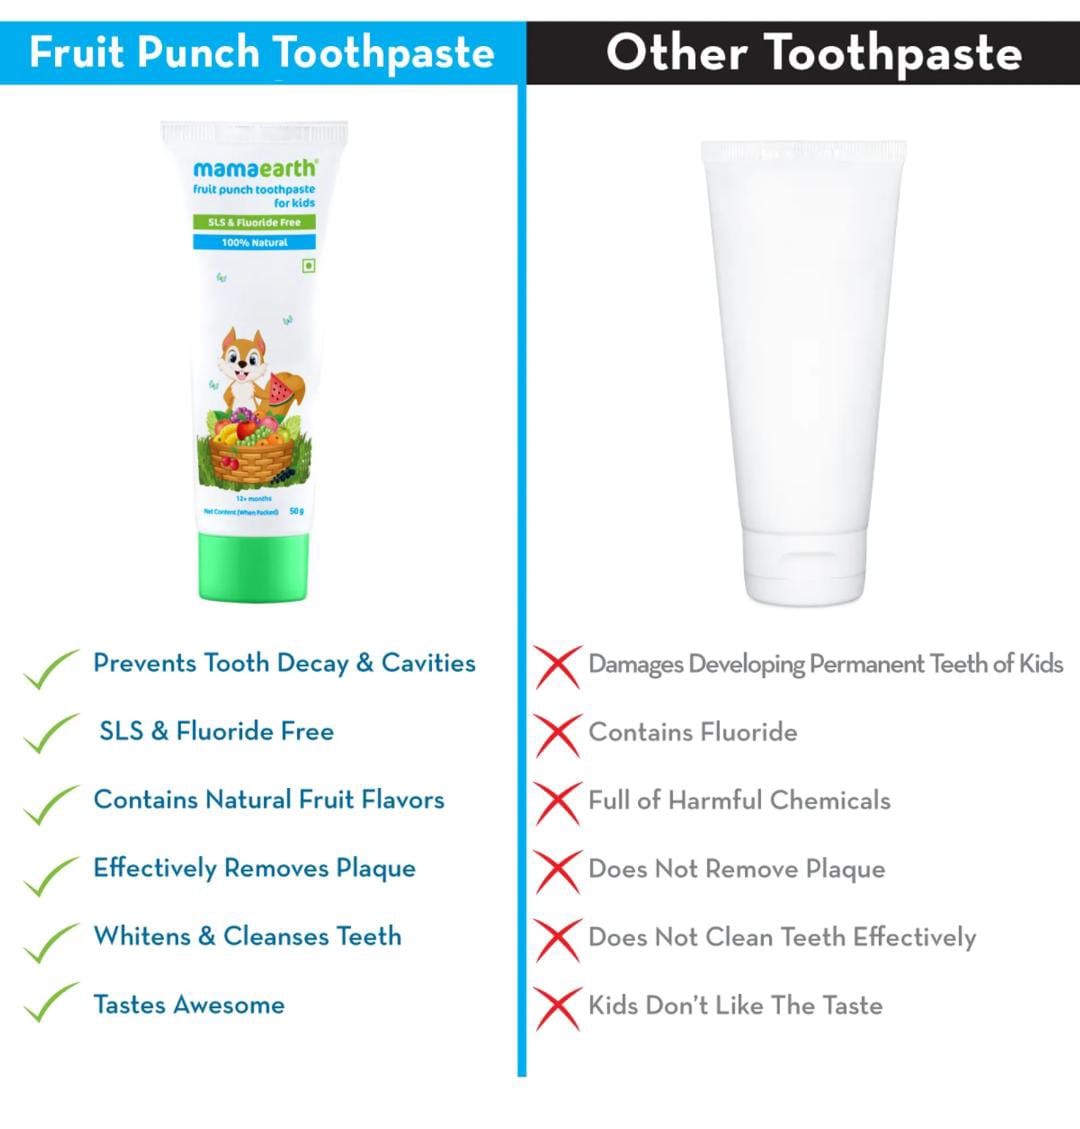 Fruit Punch Toothpaste
Other Toothpaste
mamaearth®
fruit punch toothpaste
for kids
SLS & Fluoride Free
100% Natural
12+ months
Net Content (When Packed) 50 g
Prevents Tooth Decay & Cavities
SLS & Fluoride Free
Contains Natural Fruit Flavors
Effectively Removes Plaque
Whitens & Cleanses Teeth
Tastes Awesome
Damages Developing Permanent Teeth of Kids
Contains Fluoride
Full of Harmful Chemicals
Does Not Remove Plaque
Does Not Clean Teeth Effectively
Kids Don't Like The Taste